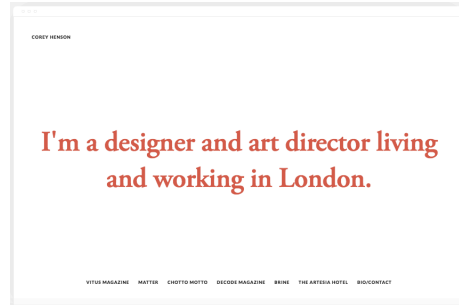 COREY HENSON
I'm a designer and art director living
and working in London.
VITUS MAGAZINE MATTER CHOTTO MOTTO DECODE MAGAZINE BRINE THE ARTESIA HOTEL BIO/CONTACT